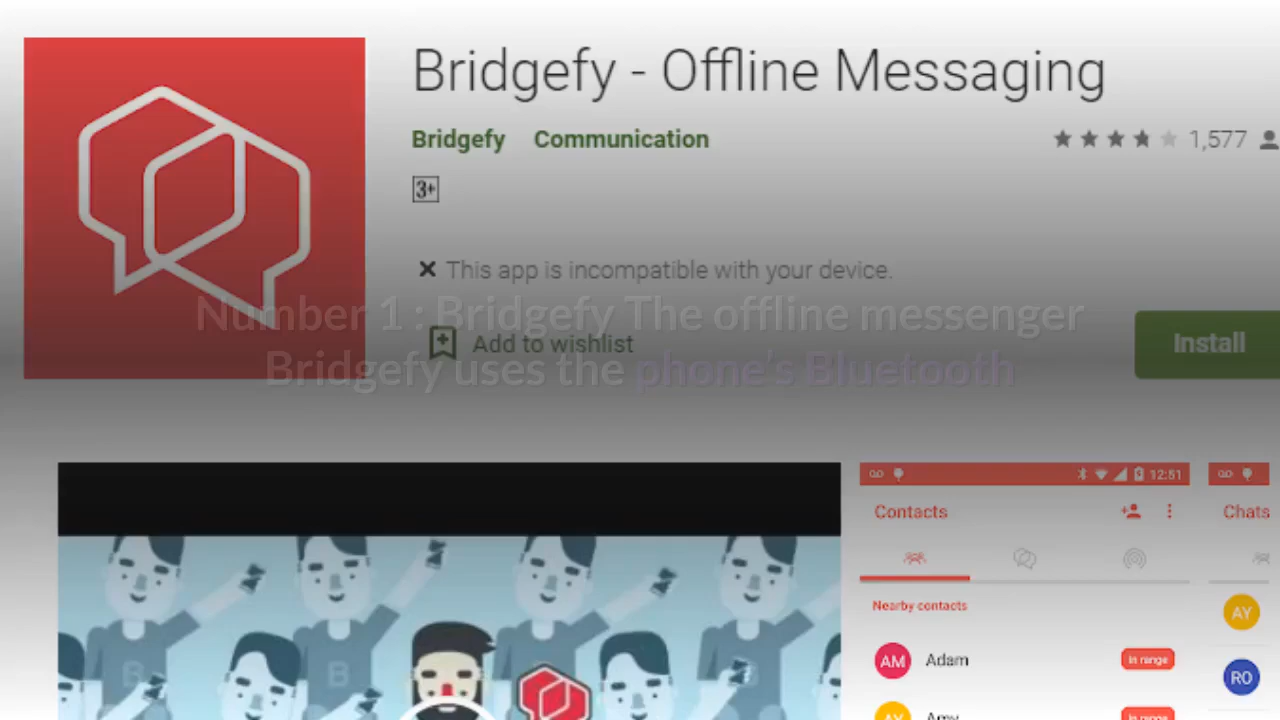 Bridgefy - Offline Messaging
Bridgefy Communication
1,577
3+
This app is incompatible with your device.
Number 1 : Bridgefy The offline messenger
Add to wishlist
Install
Bridgefy uses the phone's Bluetooth
12:51
Contacts
Chats
Nearby contacts
AM Adam In range
AY
RO
B B B B
AY Amy In range